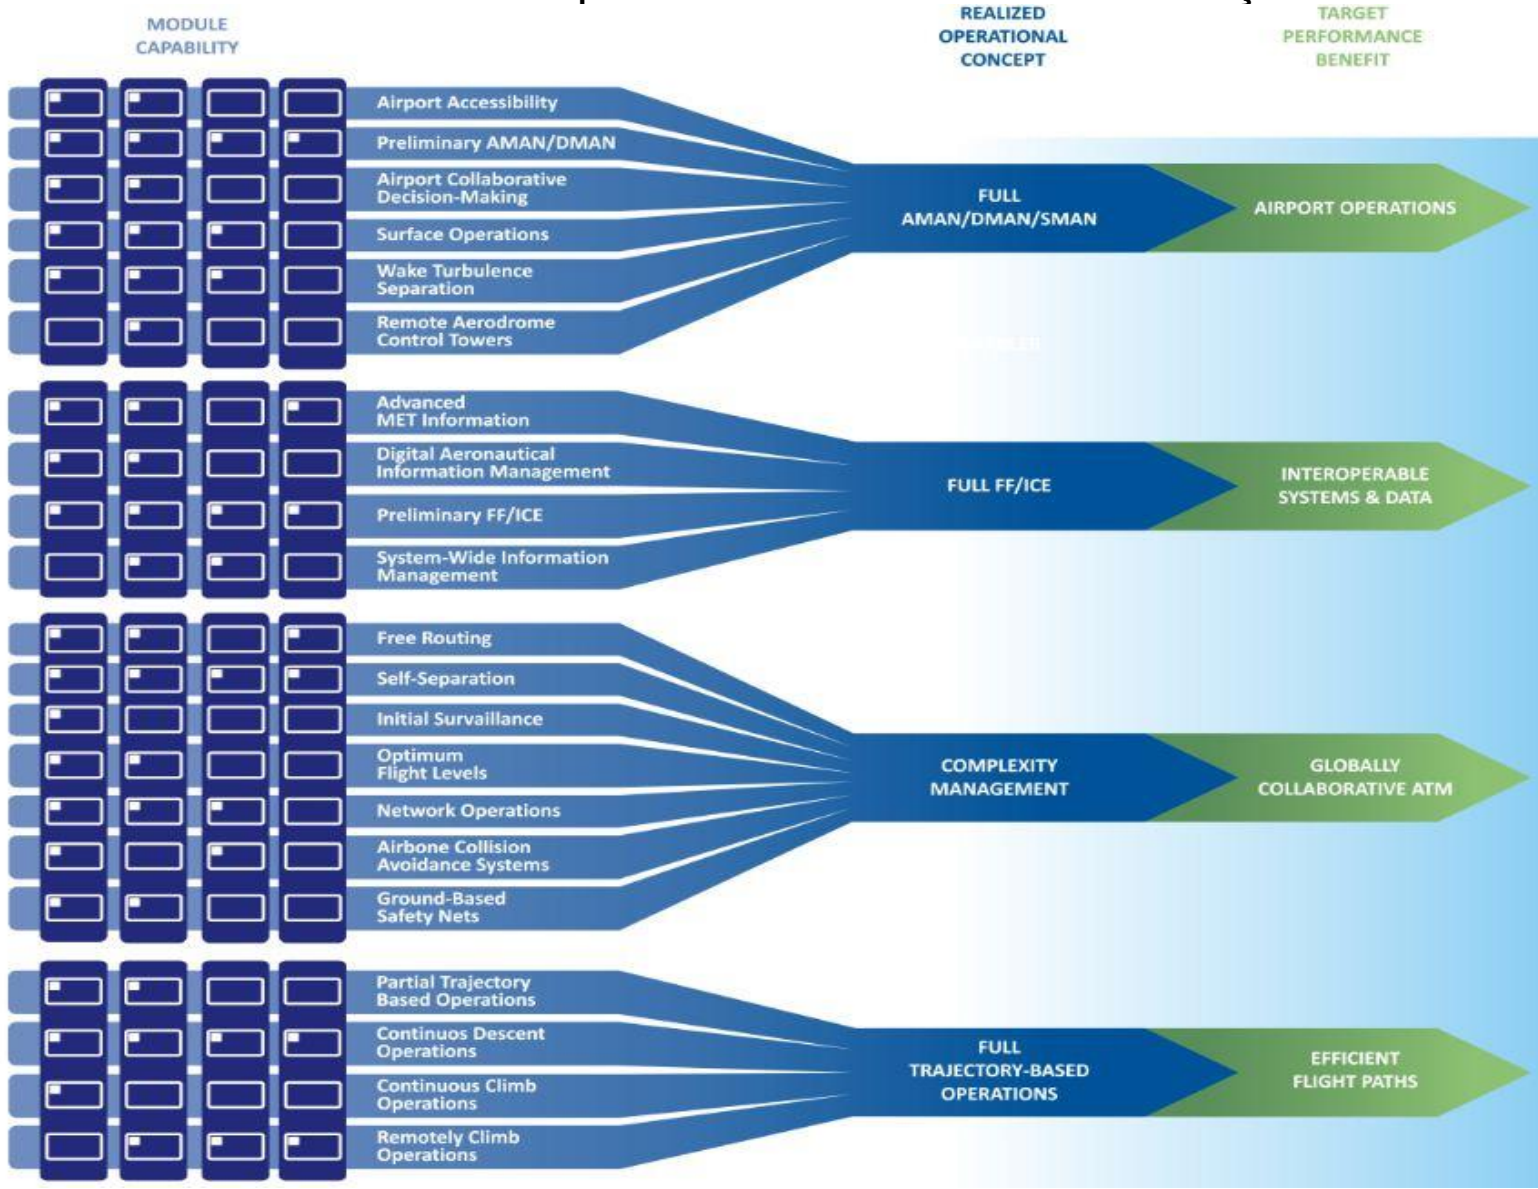 MODULE
CAPABILITY
REALIZED
OPERATIONAL
CONCEPT
TARGET
PERFORMANCE
BENEFIT
Airport Accessibility
Preliminary AMAN/DMAN
Airport Collaborative
Decision-Making
Surface Operations
Wake Turbulence
Separation
Remote Aerodrome
Control Towers
FULL
AMAN/DMAN/SMAN
AIRPORT OPERATIONS
Advanced
MET Information
Digital Aeronautical
Information Management
Preliminary FF/ICE
System-Wide Information
Management
FULL FF/ICE
INTEROPERABLE
SYSTEMS & DATA
Free Routing
Self-Separation
Initial Survaillance
Optimum
Flight Levels
Network Operations
Airbone Collision
Avoidance Systems
Ground-Based
Safety Nets
COMPLEXITY
MANAGEMENT
GLOBALLY
COLLABORATIVE ATM
Partial Trajectory
Based Operations
Continuos Descent
Operations
Continuous Climb
Operations
Remotely Climb
Operations
FULL
TRAJECTORY-BASED
OPERATIONS
EFFICIENT
FLIGHT PATHS